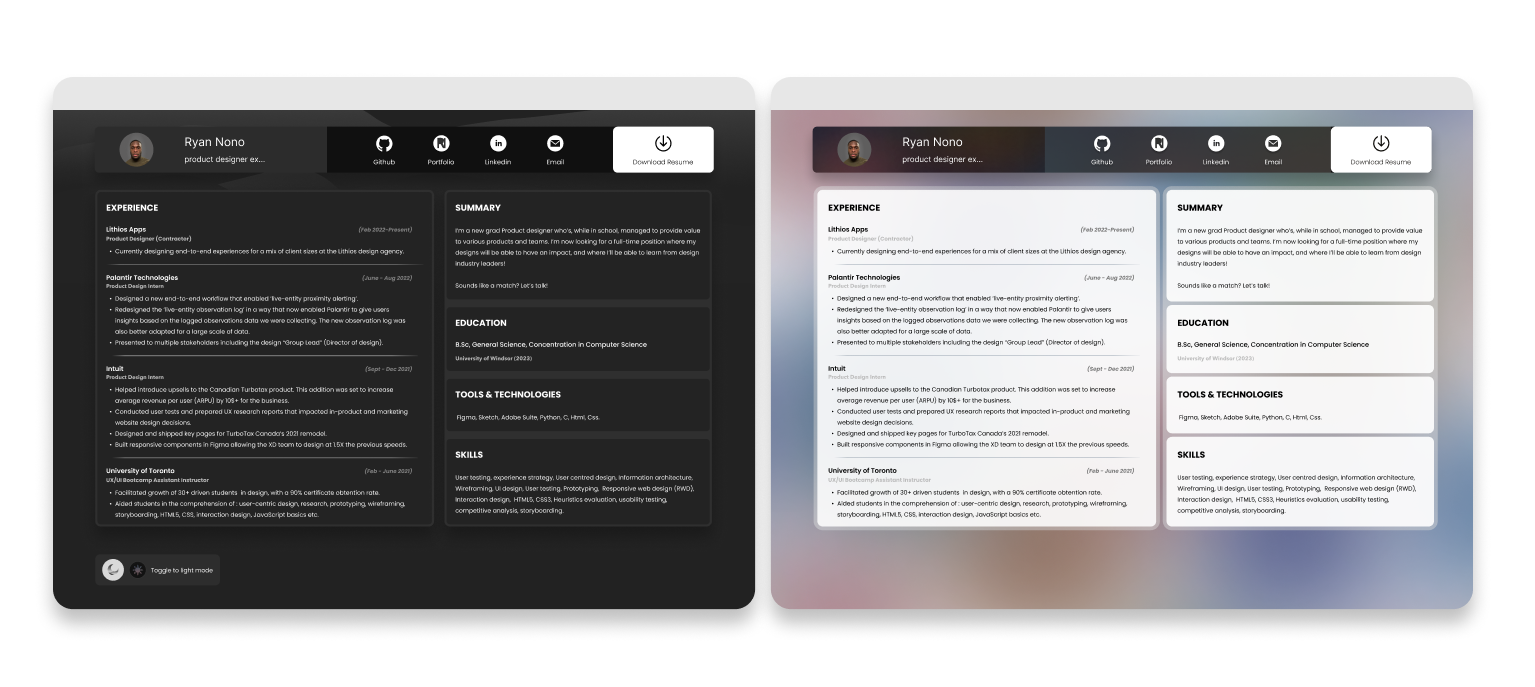 Ryan Nono
product designer ex...
Github
Portfolio
Linkedin
Email
Download Resume
EXPERIENCE
Lithios Apps
(Feb 2022-Present)
Product Designer (Contractor)
• Currently designing end-to-end experiences for a mix of client sizes at the Lithios design agency.
Palantir Technologies
(June - Aug 2022)
Product Design Intern
• Designed a new end-to-end workflow that enabled 'live-entity proximity alerting'.
• Redesigned the 'live-entity observation log' in a way that now enabled Palantir to give users
insights based on the logged observations data we were collecting. The new observation log was
also better adapted for a large scale of data.
• Presented to multiple stakeholders including the design "Group Lead" (Director of design).
Intuit
(Sept - Dec 2021)
Product Design Intern
• Helped introduce upsells to the Canadian Turbotax product. This addition was set to increase
average revenue per user (ARPU) by 10$+ for the business.
• Conducted user tests and prepared UX research reports that impacted in-product and marketing
website design decisions.
• Designed and shipped key pages for TurboTax Canada's 2021 remodel.
• Built responsive components in Figma allowing the XD team to design at 1.5X the previous speeds.
University of Toronto
(Feb - June 2021)
UX/UI Bootcamp Assistant Instructor
• Facilitated growth of 30+ driven students in design, with a 90% certificate obtention rate.
• Aided students in the comprehension of : user-centric design, research, prototyping, wireframing,
storyboarding, HTML5, CSS, interaction design, JavaScript basics etc.
SUMMARY
I'm a new grad Product designer who's, while in school, managed to provide value
to various products and teams. I'm now looking for a full-time position where my
designs will be able to have an impact, and where I'll be able to learn from design
industry leaders!
Sounds like a match? Let's talk!
EDUCATION
B.Sc, General Science, Concentration in Computer Science
University of Windsor (2023)
TOOLS & TECHNOLOGIES
Figma, Sketch, Adobe Suite, Python, C, Html, Css.
SKILLS
User testing, experience strategy, User centred design, Information architecture,
Wireframing, Ui design, User testing, Prototyping, Responsive web design (RWD),
Interaction design, HTML5, CSS3, Heuristics evaluation, usability testing,
competitive analysis, storyboarding.
Toggle to light mode
Ryan Nono
product designer ex...
Github
Portfolio
Linkedin
Email
Download Resume
EXPERIENCE
Lithios Apps
(Feb 2022-Present)
Product Designer (Contractor)
• Currently designing end-to-end experiences for a mix of client sizes at the Lithios design agency.
Palantir Technologies
(June - Aug 2022)
Product Design Intern
• Designed a new end-to-end workflow that enabled 'live-entity proximity alerting'.
• Redesigned the 'live-entity observation log' in a way that now enabled Palantir to give users
insights based on the logged observations data we were collecting. The new observation log was
also better adapted for a large scale of data.
• Presented to multiple stakeholders including the design "Group Lead" (Director of design).
Intuit
(Sept - Dec 2021)
Product Design Intern
• Helped introduce upsells to the Canadian Turbotax product. This addition was set to increase
average revenue per user (ARPU) by 10$+ for the business.
• Conducted user tests and prepared UX research reports that impacted in-product and marketing
website design decisions.
• Designed and shipped key pages for TurboTax Canada's 2021 remodel.
• Built responsive components in Figma allowing the XD team to design at 1.5X the previous speeds.
University of Toronto
(Feb - June 2021)
UX/UI Bootcamp Assistant Instructor
• Facilitated growth of 30+ driven students in design, with a 90% certificate obtention rate.
• Aided students in the comprehension of : user-centric design, research, prototyping, wireframing,
storyboarding, HTML5, CSS, interaction design, JavaScript basics etc.
SUMMARY
I'm a new grad Product designer who's, while in school, managed to provide value
to various products and teams. I'm now looking for a full-time position where my
designs will be able to have an impact, and where I'll be able to learn from design
industry leaders!
Sounds like a match? Let's talk!
EDUCATION
B.Sc, General Science, Concentration in Computer Science
University of Windsor (2023)
TOOLS & TECHNOLOGIES
Figma, Sketch, Adobe Suite, Python, C, Html, Css.
SKILLS
User testing, experience strategy, User centred design, Information architecture,
Wireframing, Ui design, User testing, Prototyping, Responsive web design (RWD),
Interaction design, HTML5, CSS3, Heuristics evaluation, usability testing,
competitive analysis, storyboarding.